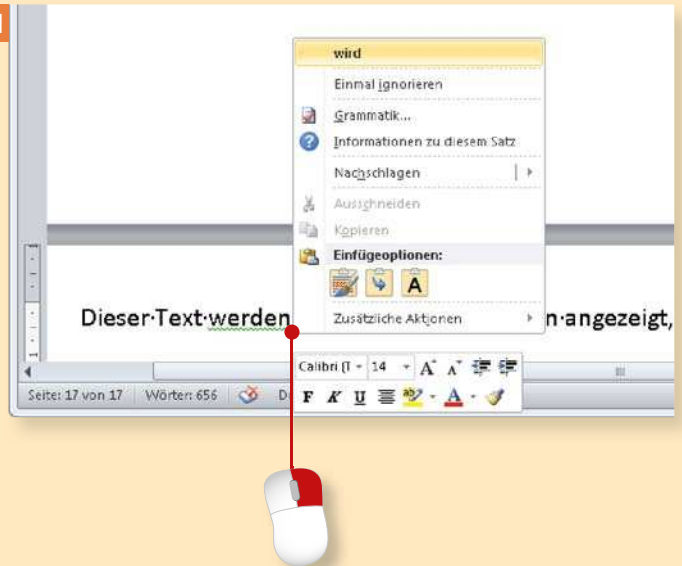 wird
Einmal ignorieren
Grammatik...
Informationen zu diesem Satz
Nachschlagen
Ausschneiden
Kopieren
Einfügeoptionen:
A
Dieser·Text·werden n·angezeigt,
Zusätzliche Aktionen
Calibri (T 14 A A
Seite: 17 von 17 Wörter: 656 D
F K U ab A